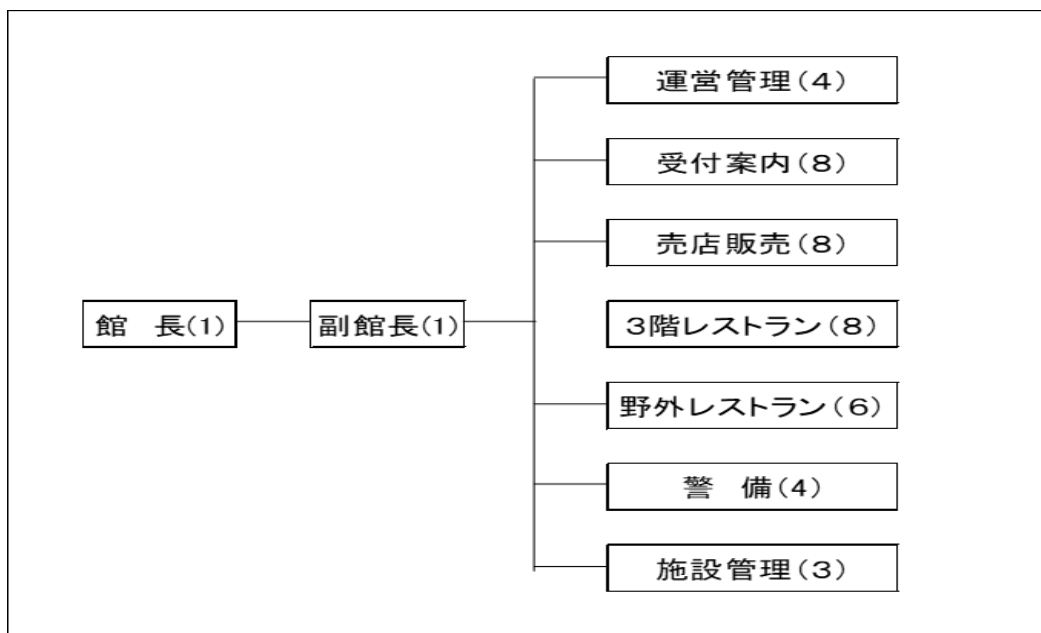 館　長(1)
副館長(1)
運営管理(4)
受付案内(8)
売店販売(8)
3階レストラン(8)
野外レストラン(6)
警　備(4)
施設管理(3)